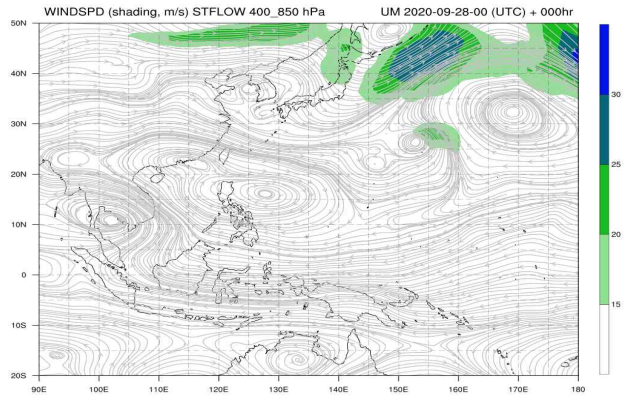 WINDSPD (shading, m/s) STFLOW 400_850 hPa UM 2020-09-28-00 (UTC) + 000hr
50N
40N
30N
20N
10N
0
10S
20S
90E 100E 110E 120E 130E 140E 150E 160E 170E 180
30
25
20
15